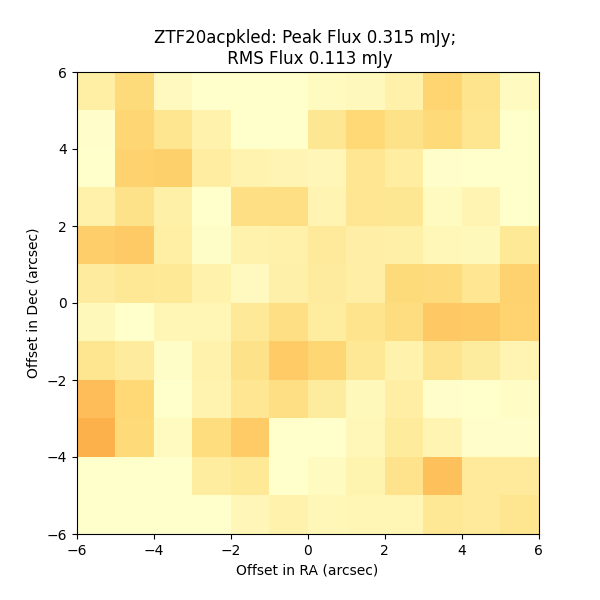 ZTF20acpkled: Peak Flux 0.315 mJy;
RMS Flux 0.113 mJy
6
4
2
0
−2
−4
−6
Offset in Dec (arcsec)
−6 −4 −2 0 2 4 6
Offset in RA (arcsec)